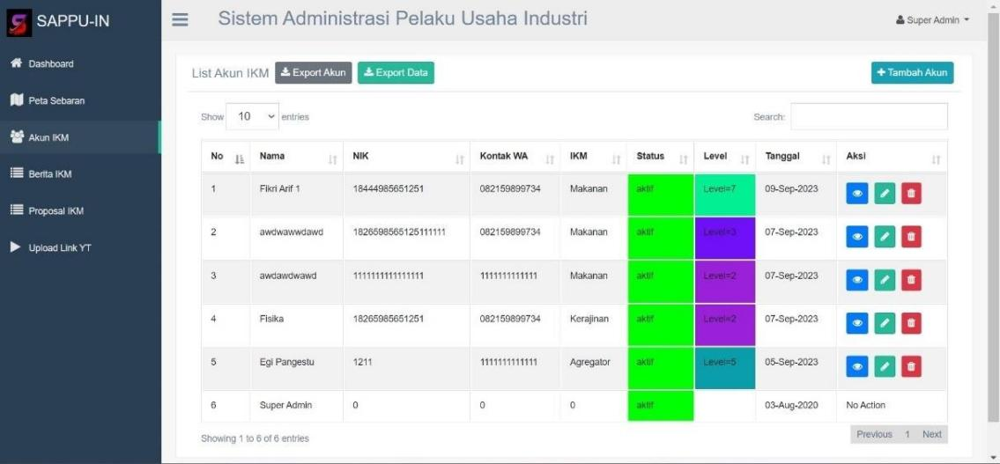 SAPPU-IN
Sistem Administrasi Pelaku Usaha Industri
Super Admin
Dashboard
Peta Sebaran
Akun IKM
Berita IKM
Proposal IKM
Upload Link YT
List Akun IKM Export Akun Export Data + Tambah Akun
Show 10 entries Search:
No Nama NIK Kontak WA IKM Status Level Tanggal Aksi
1 Fikri Arif 1 18444985651251 082159899734 Makanan aktif Level=7 09-Sep-2023
2 awdwawwdawd 1826598565125111111 082159899734 Makanan aktif Level=3 07-Sep-2023
3 awdawdwawd 1111111111111111 1111111111111 Makanan aktif Level=2 07-Sep-2023
4 Fisika 18265985651251 082159899734 Kerajinan aktif Level=2 07-Sep-2023
5 Egi Pangestu 1211 111111111111 Agregator aktif Level=5 05-Sep-2023
6 Super Admin 0 0 0 aktif 03-Aug-2020 No Action
Showing 1 to 6 of 6 entries
Previous 1 Next